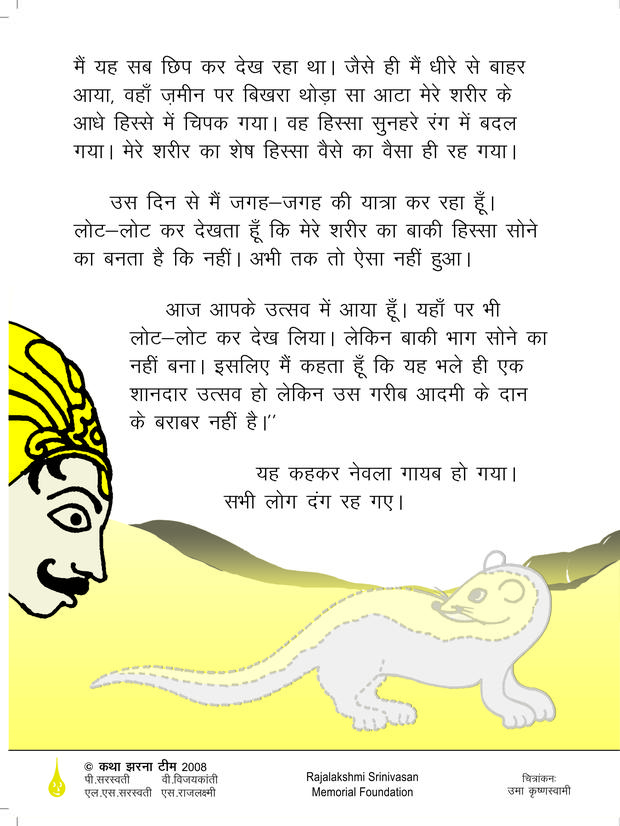 मैं यह सब छिप कर देख रहा था। जैसे ही मैं धीरे से बाहर
आया, वहाँ ज़मीन पर बिखरा थोड़ा सा आटा मेरे शरीर के
आधे हिस्से में चिपक गया। वह हिस्सा सुनहरे रंग में बदल
गया। मेरे शरीर का शेष हिस्सा वैसे का वैसा ही रह गया।
उस दिन से मैं जगह–जगह की यात्रा कर रहा हूँ।
लोट–लोट कर देखता हूँ कि मेरे शरीर का बाकी हिस्सा सोने
का बनता है कि नहीं। अभी तक तो ऐसा नहीं हुआ।
आज आपके उत्सव में आया हूँ। यहाँ पर भी
लोट–लोट कर देख लिया। लेकिन बाकी भाग सोने का
नहीं बना। इसलिए मैं कहता हूँ कि यह भले ही एक
शानदार उत्सव हो लेकिन उस गरीब आदमी के दान
के बराबर नहीं है।’’
यह कहकर नेवला गायब हो गया।
सभी लोग दंग रह गए।
© कथा झरना टीम 2008
पी.सरस्वती वी.विजयकांती
एल.एस.सरस्वती एस.राजलक्ष्मी
Rajalakshmi Srinivasan
Memorial Foundation
चित्रांकनः
उमा कृष्णस्वामी